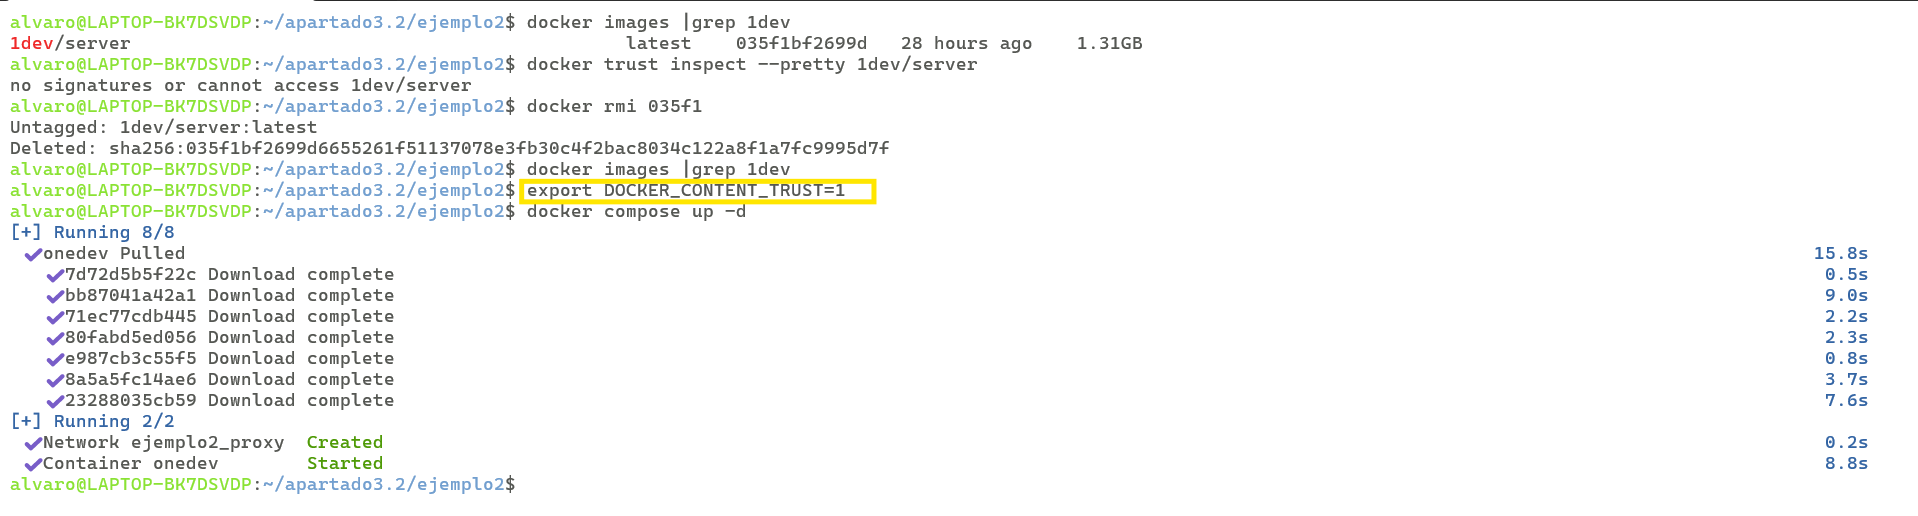 alvaro@LAPTOP-BK7DSVDP:~/apartado3.2/ejemplo2$ docker images |grep 1dev
1dev/server latest 035f1bf2699d 28 hours ago 1.31GB
alvaro@LAPTOP-BK7DSVDP:~/apartado3.2/ejemplo2$ docker trust inspect --pretty 1dev/server
no signatures or cannot access 1dev/server
alvaro@LAPTOP-BK7DSVDP:~/apartado3.2/ejemplo2$ docker rmi 035f1
Untagged: 1dev/server:latest
Deleted: sha256:035f1bf2699d6655261f51137078e3fb30c4f2bac8034c122a8f1a7fc9995d7f
alvaro@LAPTOP-BK7DSVDP:~/apartado3.2/ejemplo2$ docker images |grep 1dev
alvaro@LAPTOP-BK7DSVDP:~/apartado3.2/ejemplo2$ export DOCKER_CONTENT_TRUST=1
alvaro@LAPTOP-BK7DSVDP:~/apartado3.2/ejemplo2$ docker compose up -d
[+] Running 8/8
✔onedev Pulled 15.8s
✔7d72d5b5f22c Download complete 0.5s
✔bb87041a42a1 Download complete 9.0s
✔71ec77cdb445 Download complete 2.2s
✔80fabd5ed056 Download complete 2.3s
✔e987cb3c55f5 Download complete 0.8s
✔8a5a5fc14ae6 Download complete 3.7s
✔23288035cb59 Download complete 7.6s
[+] Running 2/2
✔Network ejemplo2_proxy Created 0.2s
✔Container onedev Started 8.8s
alvaro@LAPTOP-BK7DSVDP:~/apartado3.2/ejemplo2$